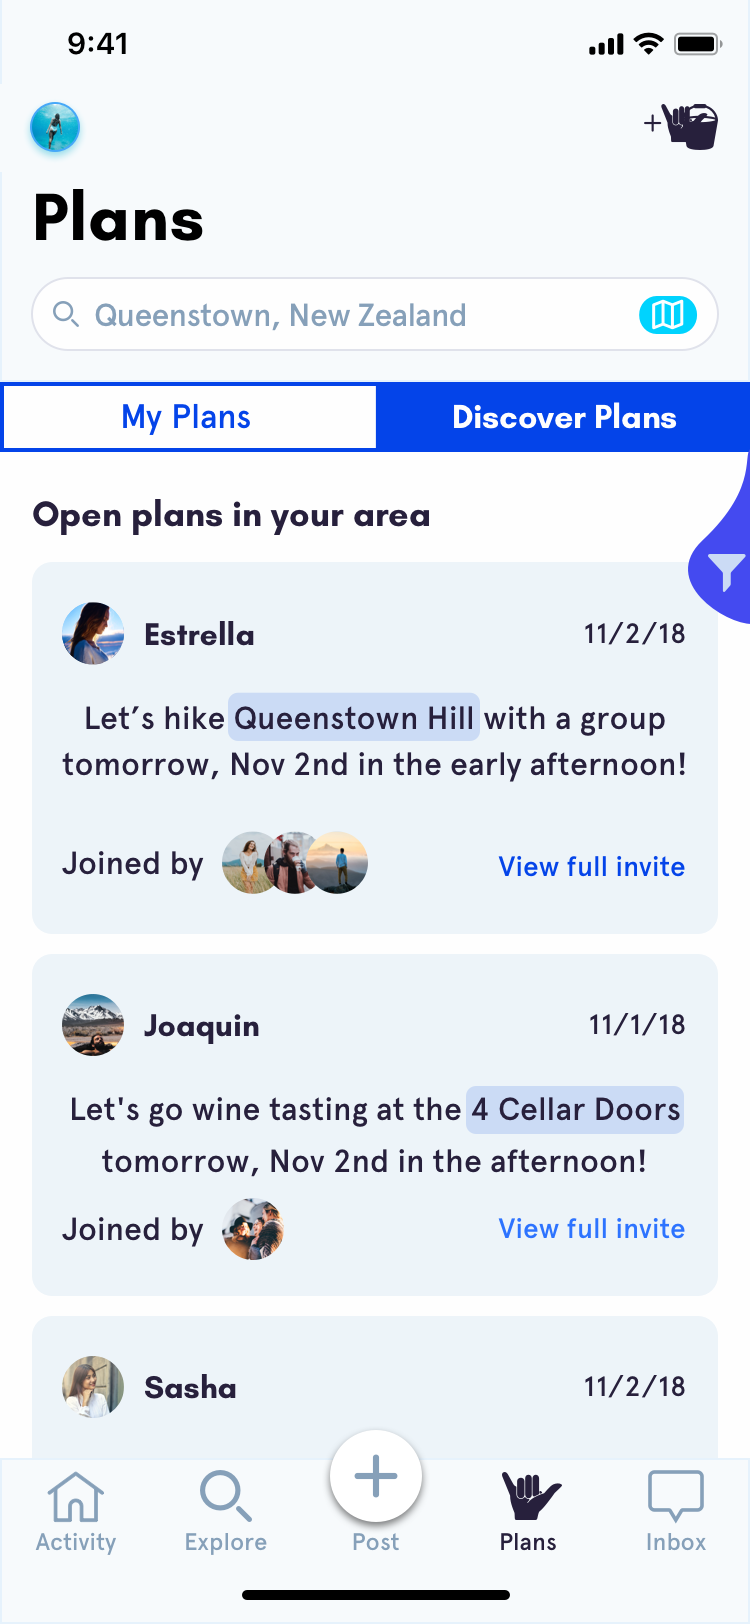 9:41
Plans
Queenstown, New Zealand
My Plans
Discover Plans
Open plans in your area
Estrella
11/2/18
Let’s hike Queenstown Hill with a group
tomorrow, Nov 2nd in the early afternoon!
Joined by
View full invite
Joaquin
11/1/18
Let's go wine tasting at the 4 Cellar Doors
tomorrow, Nov 2nd in the afternoon!
Joined by
View full invite
Sasha
11/2/18
Activity
Explore
Post
Plans
Inbox